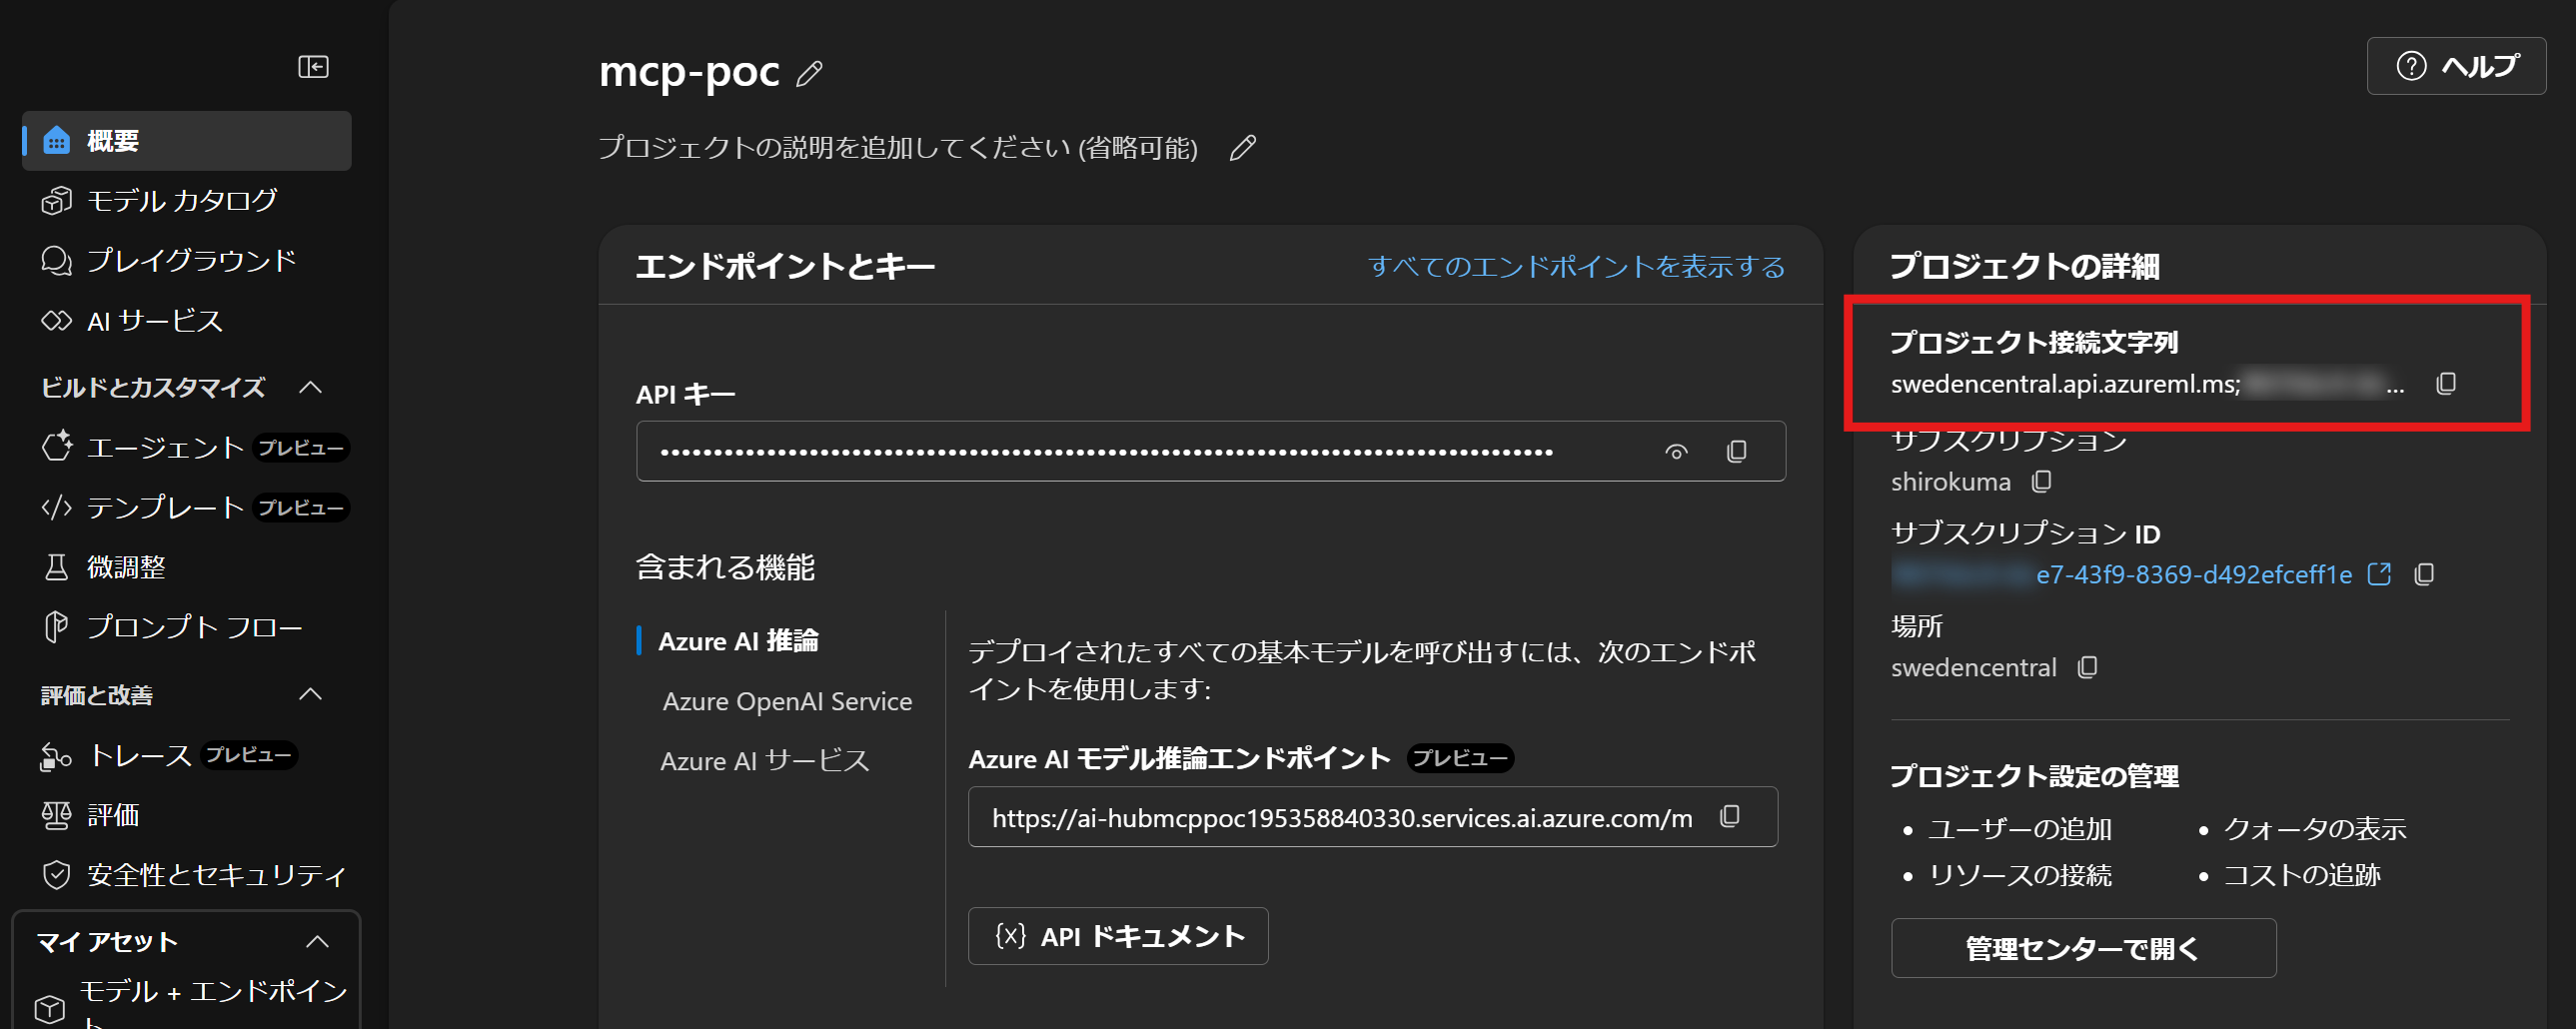 概要
モデル カタログ
プレイグラウンド
AI サービス
ビルドとカスタマイズ
エージェント プレビュー
テンプレート プレビュー
微調整
プロンプト フロー
評価と改善
トレース プレビュー
評価
安全性とセキュリティ
マイ アセット
モデル + エンドポイント
mcp-poc
プロジェクトの説明を追加してください (省略可能)
ヘルプ
エンドポイントとキー
すべてのエンドポイントを表示する
API キー
含まれる機能
Azure AI 推論
Azure OpenAI Service
Azure AI サービス
デプロイされたすべての基本モデルを呼び出すには、次のエンドポ
イントを使用します:
Azure AI モデル推論エンドポイント プレビュー
https://ai-hubmcppoc195358840330.services.ai.azure.com/m
{x} API ドキュメント
プロジェクトの詳細
プロジェクト接続文字列
swedencentral.api.azureml.ms; ...
サブスクリプション
shirokuma
サブスクリプション ID
e7-43f9-8369-d492efceff1e
場所
swedencentral
プロジェクト設定の管理
• ユーザーの追加
• クォータの表示
• リソースの接続
• コストの追跡
管理センターで開く